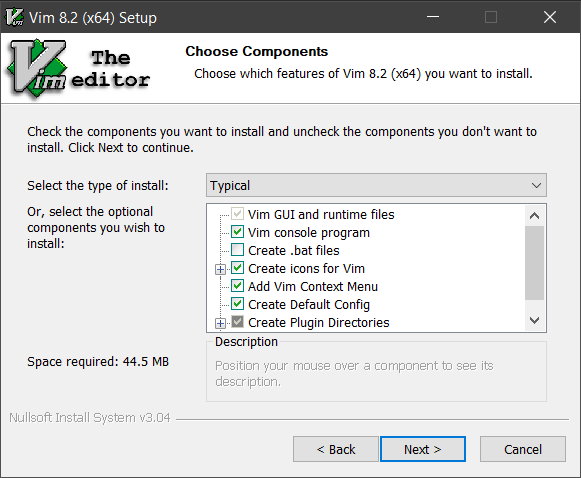 Vim 8.2 (x64) Setup
The
Vim editor
Choose Components
Choose which features of Vim 8.2 (x64) you want to install.
Check the components you want to install and uncheck the components you don't want to
install. Click Next to continue.
Select the type of install:
Typical
Or, select the optional
components you wish to
install:
Vim GUI and runtime files
Vim console program
Create .bat files
Create icons for Vim
Add Vim Context Menu
Create Default Config
Create Plugin Directories
Space required: 44.5 MB
Description
Position your mouse over a component to see its
description.
Nullsoft Install System v3.04
< Back
Next >
Cancel